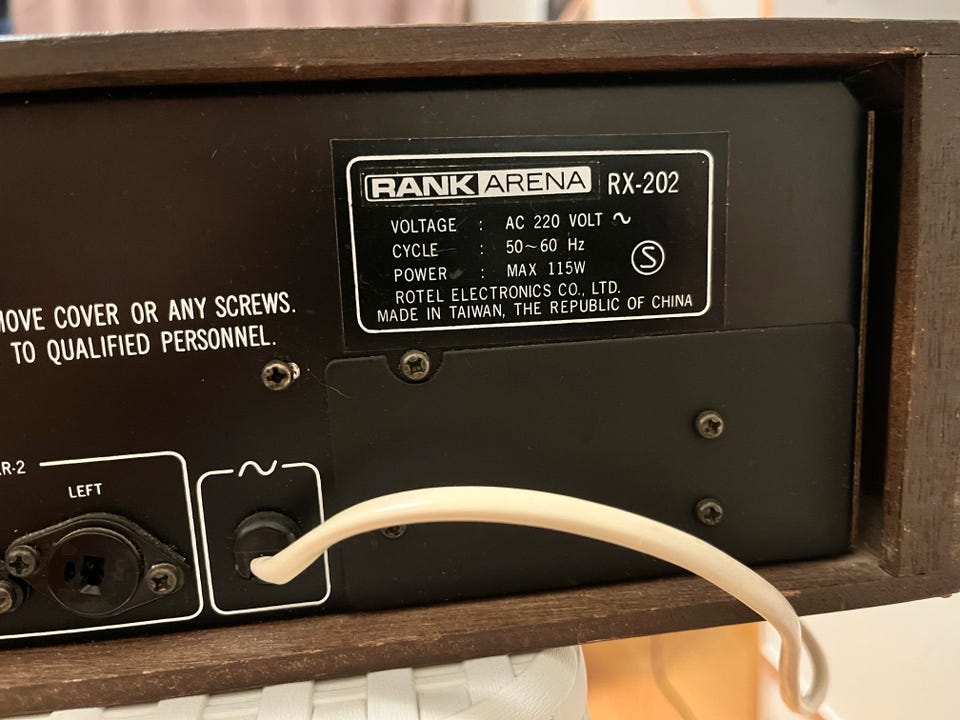 RANK ARENA RX-202
VOLTAGE : AC 220 VOLT ~
CYCLE : 50~60 Hz
POWER : MAX 115W
S
ROTEL ELECTRONICS CO., LTD.
MADE IN TAIWAN, THE REPUBLIC OF CHINA
COVER OR ANY SCREWS.
TO QUALIFIED PERSONNEL.
R-2
LEFT
~